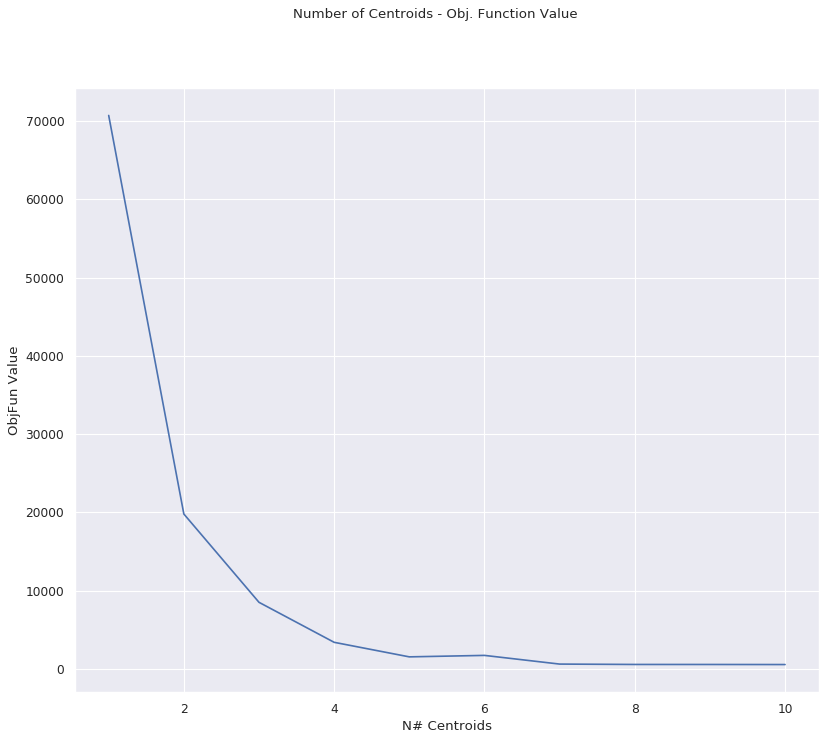 Number of Centroids - Obj. Function Value
70000
60000
50000
40000
30000
20000
10000
0
ObjFun Value
2 4 6 8 10
N# Centroids